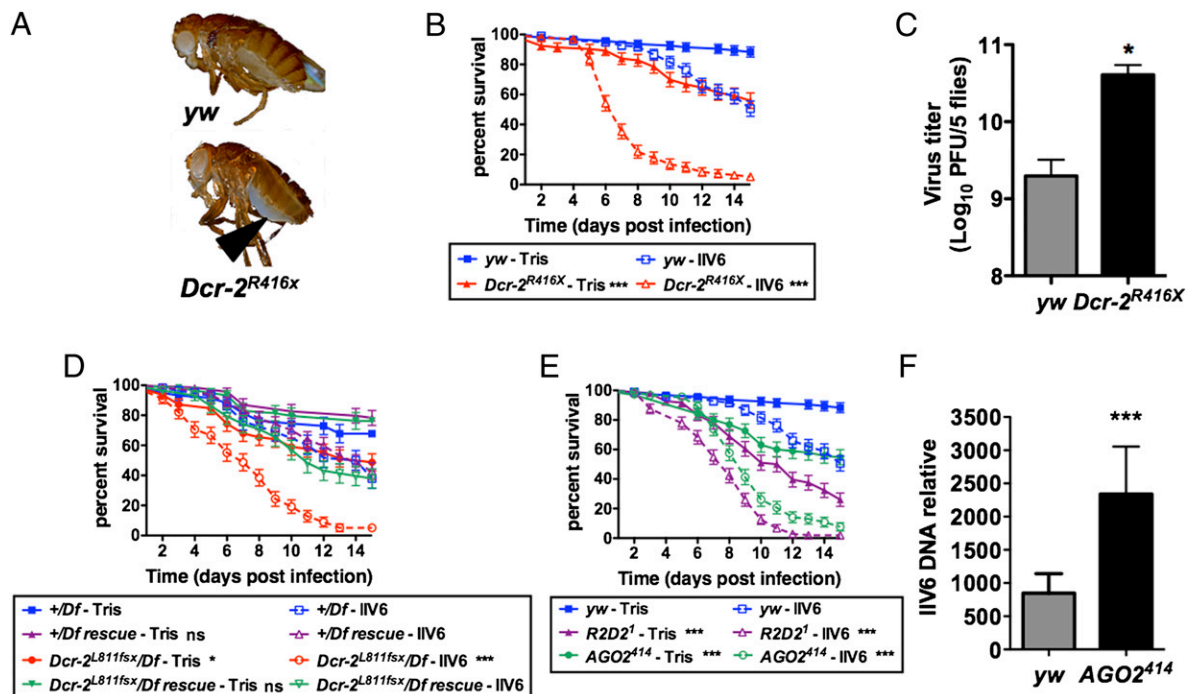 A
yw
Dcr-2R416x
B
percent survival
100
80
60
40
20
0
2 4 6 8 10 12 14
Time (days post infection)
yw - Tris
yw - IIV6
Dcr-2R416X - Tris ***
Dcr-2R416X - IIV6 ***
C
Virus titer
(Log10 PFU/5 flies)
11
10
9
8
*
yw Dcr-2R416X
D
percent survival
100
80
60
40
20
0
2 4 6 8 10 12 14
Time (days post infection)
+/Df - Tris
+/Df - IIV6
+/Df rescue - Tris ns
+/Df rescue - IIV6
Dcr-2L811fsx/Df - Tris *
Dcr-2L811fsx/Df - IIV6 ***
Dcr-2L811fsx/Df rescue - Tris ns
Dcr-2L811fsx/Df rescue - IIV6
E
percent survival
100
80
60
40
20
0
2 4 6 8 10 12 14
Time (days post infection)
yw - Tris
yw - IIV6
R2D21 - Tris ***
R2D21 - IIV6 ***
AGO2414 - Tris ***
AGO2414 - IIV6 ***
F
IIV6 DNA relative
3500
3000
2500
2000
1500
1000
500
0
***
yw AGO2414